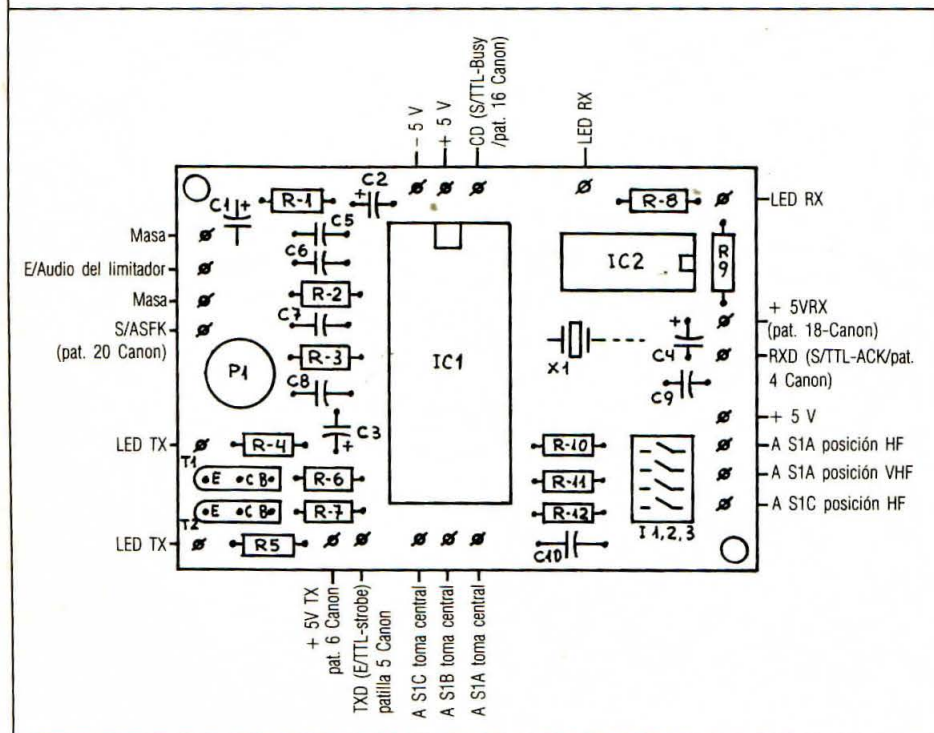 – 5 V
+ 5 V
CD (S/TTL-Busy
/pat. 16 Canon)
LED RX
Masa
E/Audio del limitador
Masa
S/ASFK
(pat. 20 Canon)
LED TX
LED TX
C1 +
R-1
+ C2
C5
C6
R-2
C7
R-3
C8
P1
C3
+
R-4
T1
E C B
R-6
T2
E C B
R-7
R5
IC1
R-8
IC2
R9
X1
+
C4
C9
R-10
R-11
R-12
C10
I 1,2,3
LED RX
+ 5VRX
(pat. 18-Canon)
RXD (S/TTL-ACK/pat.
4 Canon)
+ 5 V
A S1A posición HF
A S1A posición VHF
A S1C posición HF
+ 5V TX
pat. 6 Canon
TXD (E/TTL-strobe)
patilla 5 Canon
A S1C toma central
A S1B toma central
A S1A toma central